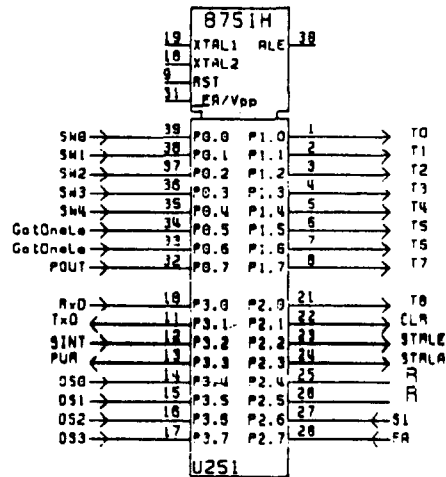 8751H
19 XTAL1 ALE 30
18 XTAL2
9 RST
31 EA/Vpp
SW0 39 P0.0 P1.0 1 T0
SW1 38 P0.1 P1.1 2 T1
SW2 37 P0.2 P1.2 3 T2
SW3 36 P0.3 P1.3 4 T3
SW4 35 P0.4 P1.4 5 T4
GotOneLe 34 P0.5 P1.5 6 T5
GotOneLe 33 P0.6 P1.6 7 T6
POUT 32 P0.7 P1.7 8 T7
RxD 10 P3.0 P2.0 21 T8
TxD 11 P3.1 P2.1 22 CLR
SINT 12 P3.2 P2.2 23 STALE
PUR 13 P3.3 P2.3 24 STALA
DS0 14 P3.4 P2.4 25 R
DS1 15 P3.5 P2.5 26 R
DS2 16 P3.6 P2.6 27 S1
DS3 17 P3.7 P2.7 28 FA
U251